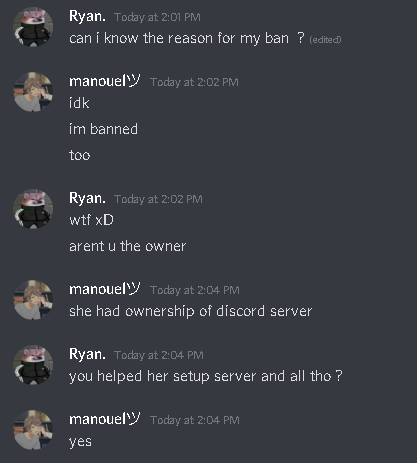 Ryan. Today at 2:01 PM
can i know the reason for my ban ? (edited)
manouelツ Today at 2:02 PM
idk
im banned
too
Ryan. Today at 2:02 PM
wtf xD
arent u the owner
manouelツ Today at 2:04 PM
she had ownership of discord server
Ryan. Today at 2:04 PM
you helped her setup server and all tho ?
manouelツ Today at 2:04 PM
yes